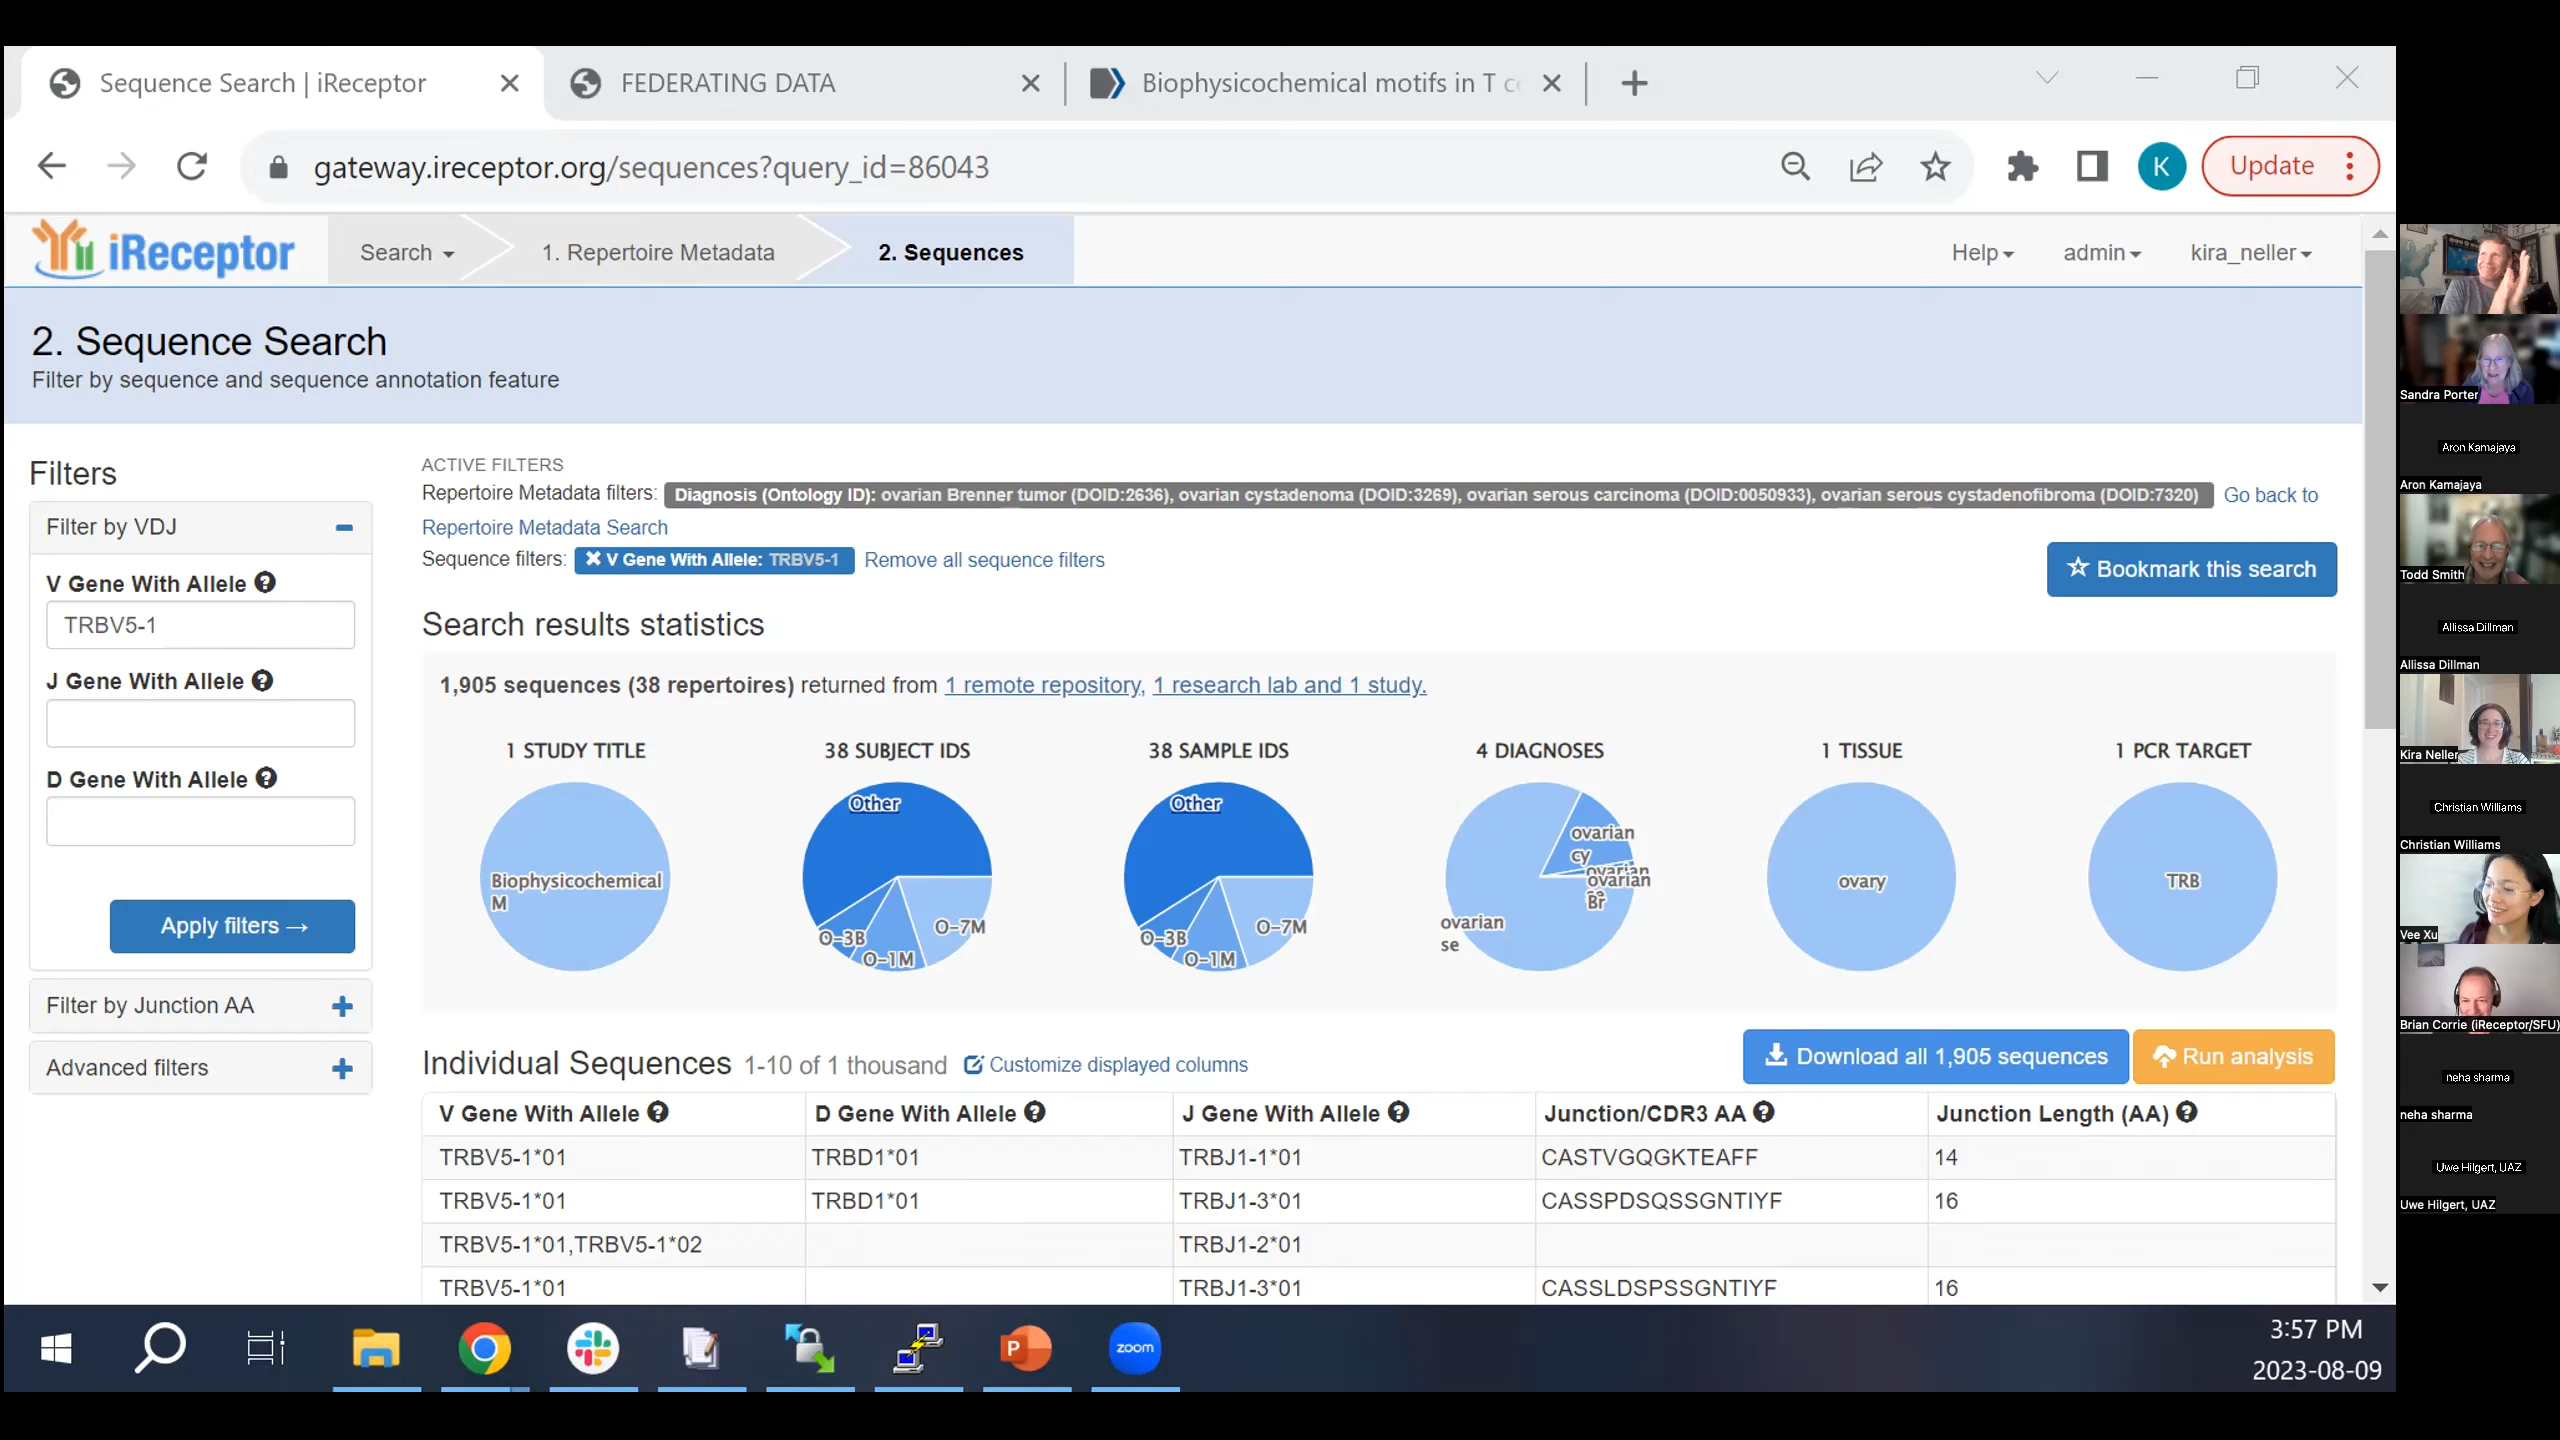 Sequence Search | iReceptor
FEDERATING DATA
Biophysicochemical motifs in T c
gateway.ireceptor.org/sequences?query_id=86043
K
Update
iReceptor
Search
1. Repertoire Metadata
2. Sequences
Help
admin
kira_neller
2. Sequence Search
Filter by sequence and sequence annotation feature
Filters
Filter by VDJ
V Gene With Allele
TRBV5-1
J Gene With Allele
D Gene With Allele
Apply filters →
Filter by Junction AA
Advanced filters
ACTIVE FILTERS
Repertoire Metadata filters: Diagnosis (Ontology ID): ovarian Brenner tumor (DOID:2636), ovarian cystadenoma (DOID:3269), ovarian serous carcinoma (DOID:0050933), ovarian serous cystadenofibroma (DOID:7320) Go back to
Repertoire Metadata Search
Sequence filters: V Gene With Allele: TRBV5-1 Remove all sequence filters
Bookmark this search
Search results statistics
1,905 sequences (38 repertoires) returned from 1 remote repository, 1 research lab and 1 study.
1 STUDY TITLE
Biophysicochemical
M
38 SUBJECT IDS
Other
O-3B
O-1M
O-7M
38 SAMPLE IDS
Other
O-3B
O-1M
O-7M
4 DIAGNOSES
ovarian
cy
ovarian
ovarian
Br
ovarian
se
1 TISSUE
ovary
1 PCR TARGET
TRB
Individual Sequences 1-10 of 1 thousand Customize displayed columns
Download all 1,905 sequences
Run analysis
V Gene With Allele D Gene With Allele J Gene With Allele Junction/CDR3 AA Junction Length (AA)
TRBV5-1*01 TRBD1*01 TRBJ1-1*01 CASTVGQGKTEAFF 14
TRBV5-1*01 TRBD1*01 TRBJ1-3*01 CASSPDSQSSGNTIYF 16
TRBV5-1*01,TRBV5-1*02 TRBJ1-2*01
TRBV5-1*01 TRBJ1-3*01 CASSLDSPSSGNTIYF 16
P
zoom
3:57 PM
2023-08-09
Sandra Porter
Aron Kamajaya
Aron Kamajaya
Todd Smith
Allissa Dillman
Allissa Dillman
Kira Neller
Christian Williams
Christian Williams
Vee Xu
Brian Corrie (iReceptor/SFU)
neha sharma
neha sharma
Uwe Hilgert, UAZ
Uwe Hilgert, UAZ